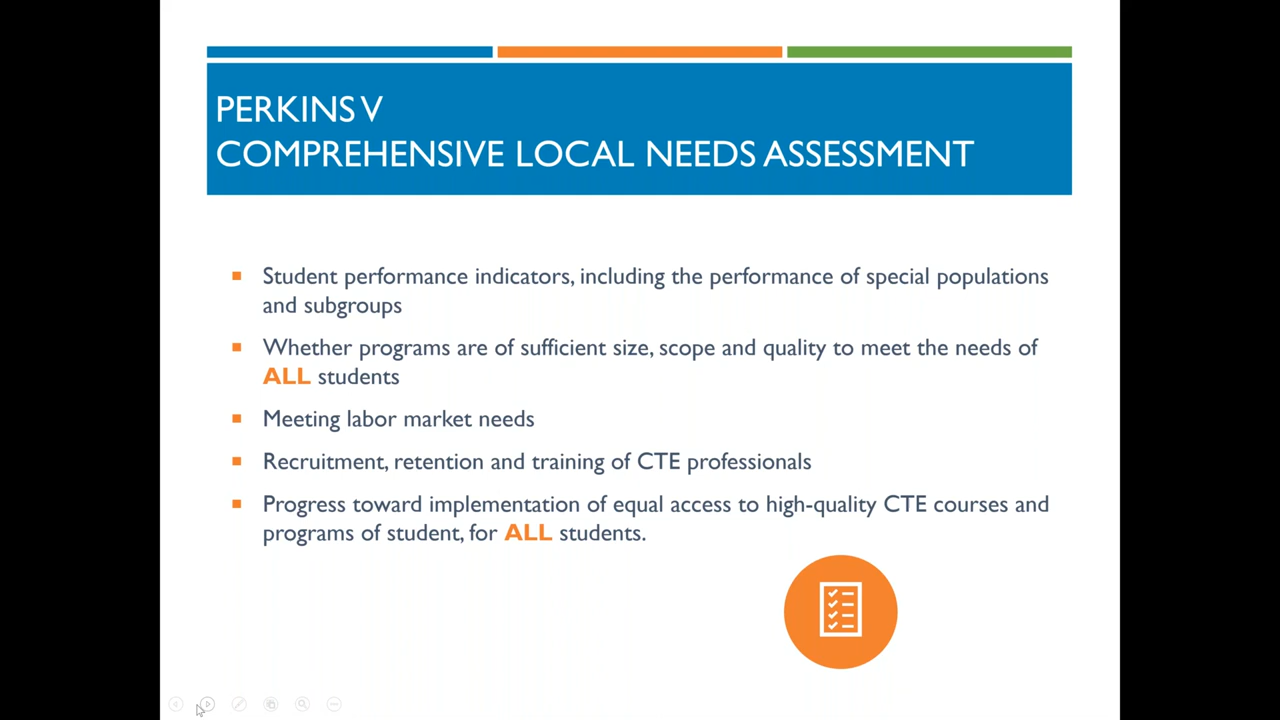 PERKINS V
COMPREHENSIVE LOCAL NEEDS ASSESSMENT
Student performance indicators, including the performance of special populations
and subgroups
Whether programs are of sufficient size, scope and quality to meet the needs of
ALL students
Meeting labor market needs
Recruitment, retention and training of CTE professionals
Progress toward implementation of equal access to high-quality CTE courses and
programs of student, for ALL students.